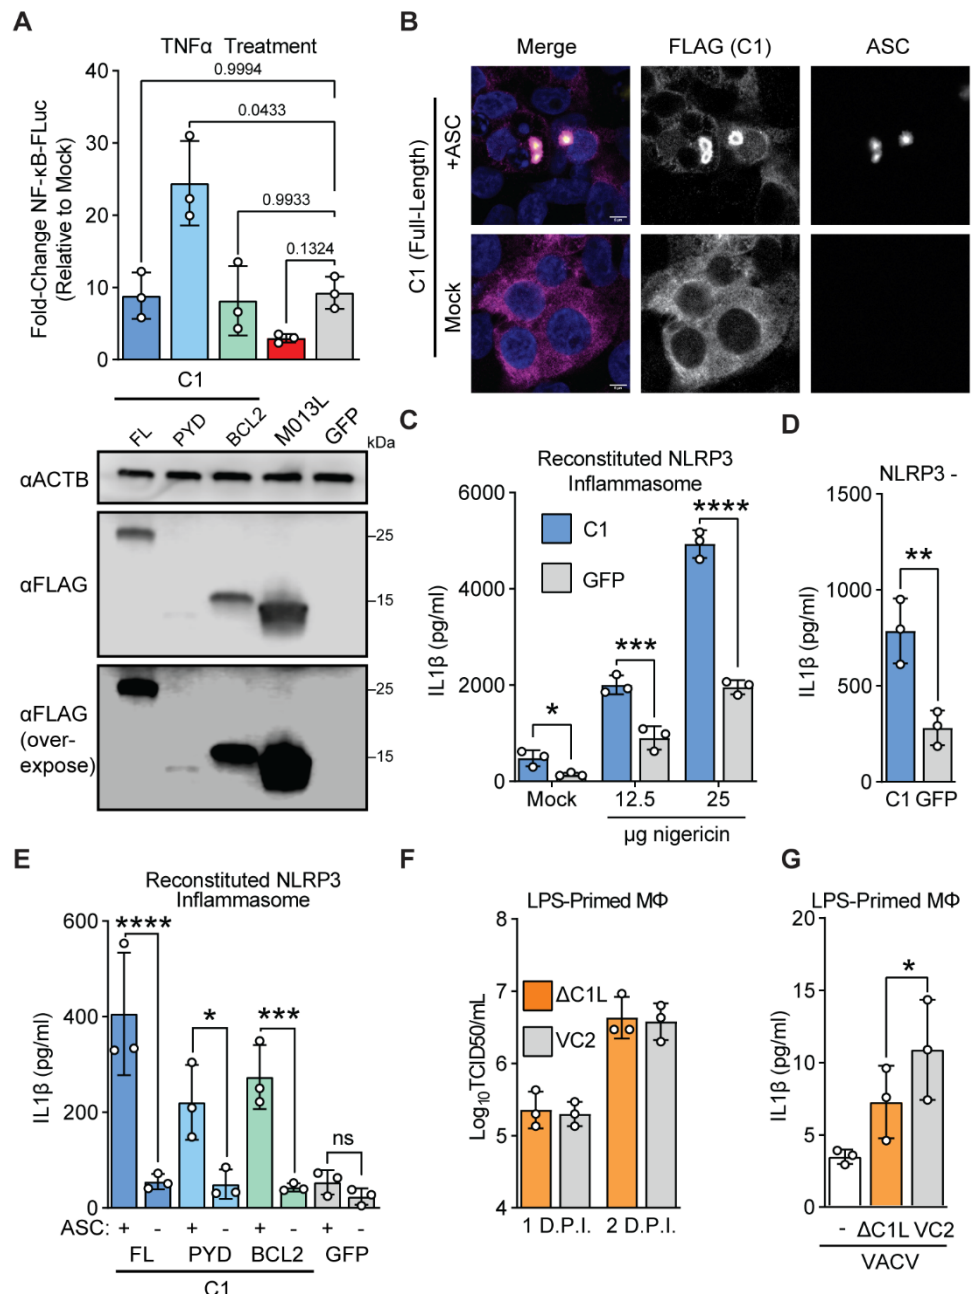 A
TNFα Treatment
Fold-Change NF-κB-FLuc
(Relative to Mock)
40
30
20
10
0
0.9994
0.0433
0.9933
0.1324
C1
FL
PYD
BCL2
M013L
GFP
kDa
αACTB
αFLAG
25
15
αFLAG
(over-
expose)
25
15
B
Merge
FLAG (C1)
ASC
C1 (Full-Length)
+ASC
Mock
C
Reconstituted NLRP3
Inflammasome
IL1β (pg/ml)
6000
4000
2000
0
C1
GFP
*
***
****
Mock
12.5
25
µg nigericin
D
NLRP3 -
IL1β (pg/ml)
1500
1000
500
0
**
C1 GFP
E
Reconstituted NLRP3
Inflammasome
IL1β (pg/ml)
600
400
200
0
****
*
***
ns
ASC: + - + - + - + -
FL PYD BCL2 GFP
C1
F
LPS-Primed MΦ
Log10TCID50/mL
8
7
6
5
4
ΔC1L
VC2
1 D.P.I. 2 D.P.I.
G
LPS-Primed MΦ
IL1β (pg/ml)
20
15
10
5
0
*
- ΔC1L VC2
VACV